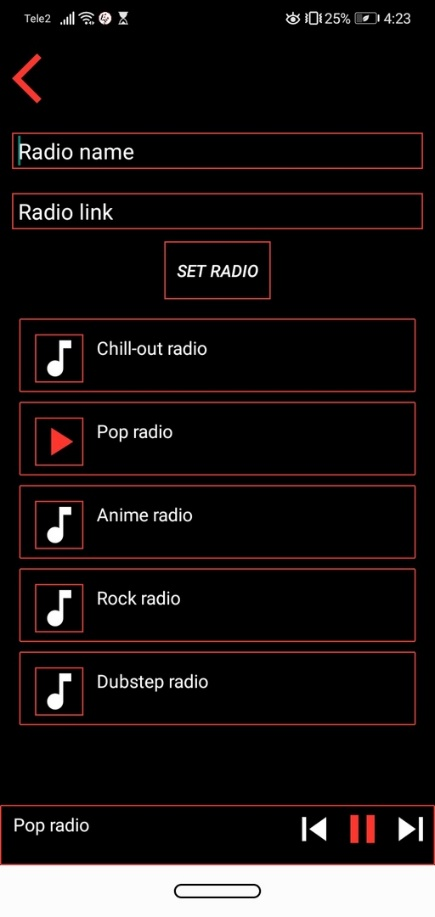 Tele2 25% 4:23
Radio name
Radio link
SET RADIO
Chill-out radio
Pop radio
Anime radio
Rock radio
Dubstep radio
Pop radio